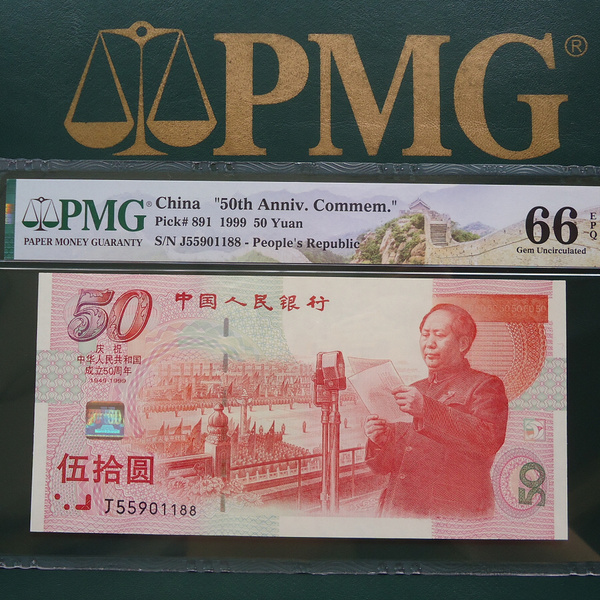 PMG®
PMG®
PAPER MONEY GUARANTY
China "50th Anniv. Commem."
Pick# 891 1999 50 Yuan
S/N J55901188 - People's Republic
66
EPQ
Gem Uncirculated
50
中国人民银行
庆祝
中华人民共和国
成立50周年
1949-1999
伍拾圆
J55901188
50